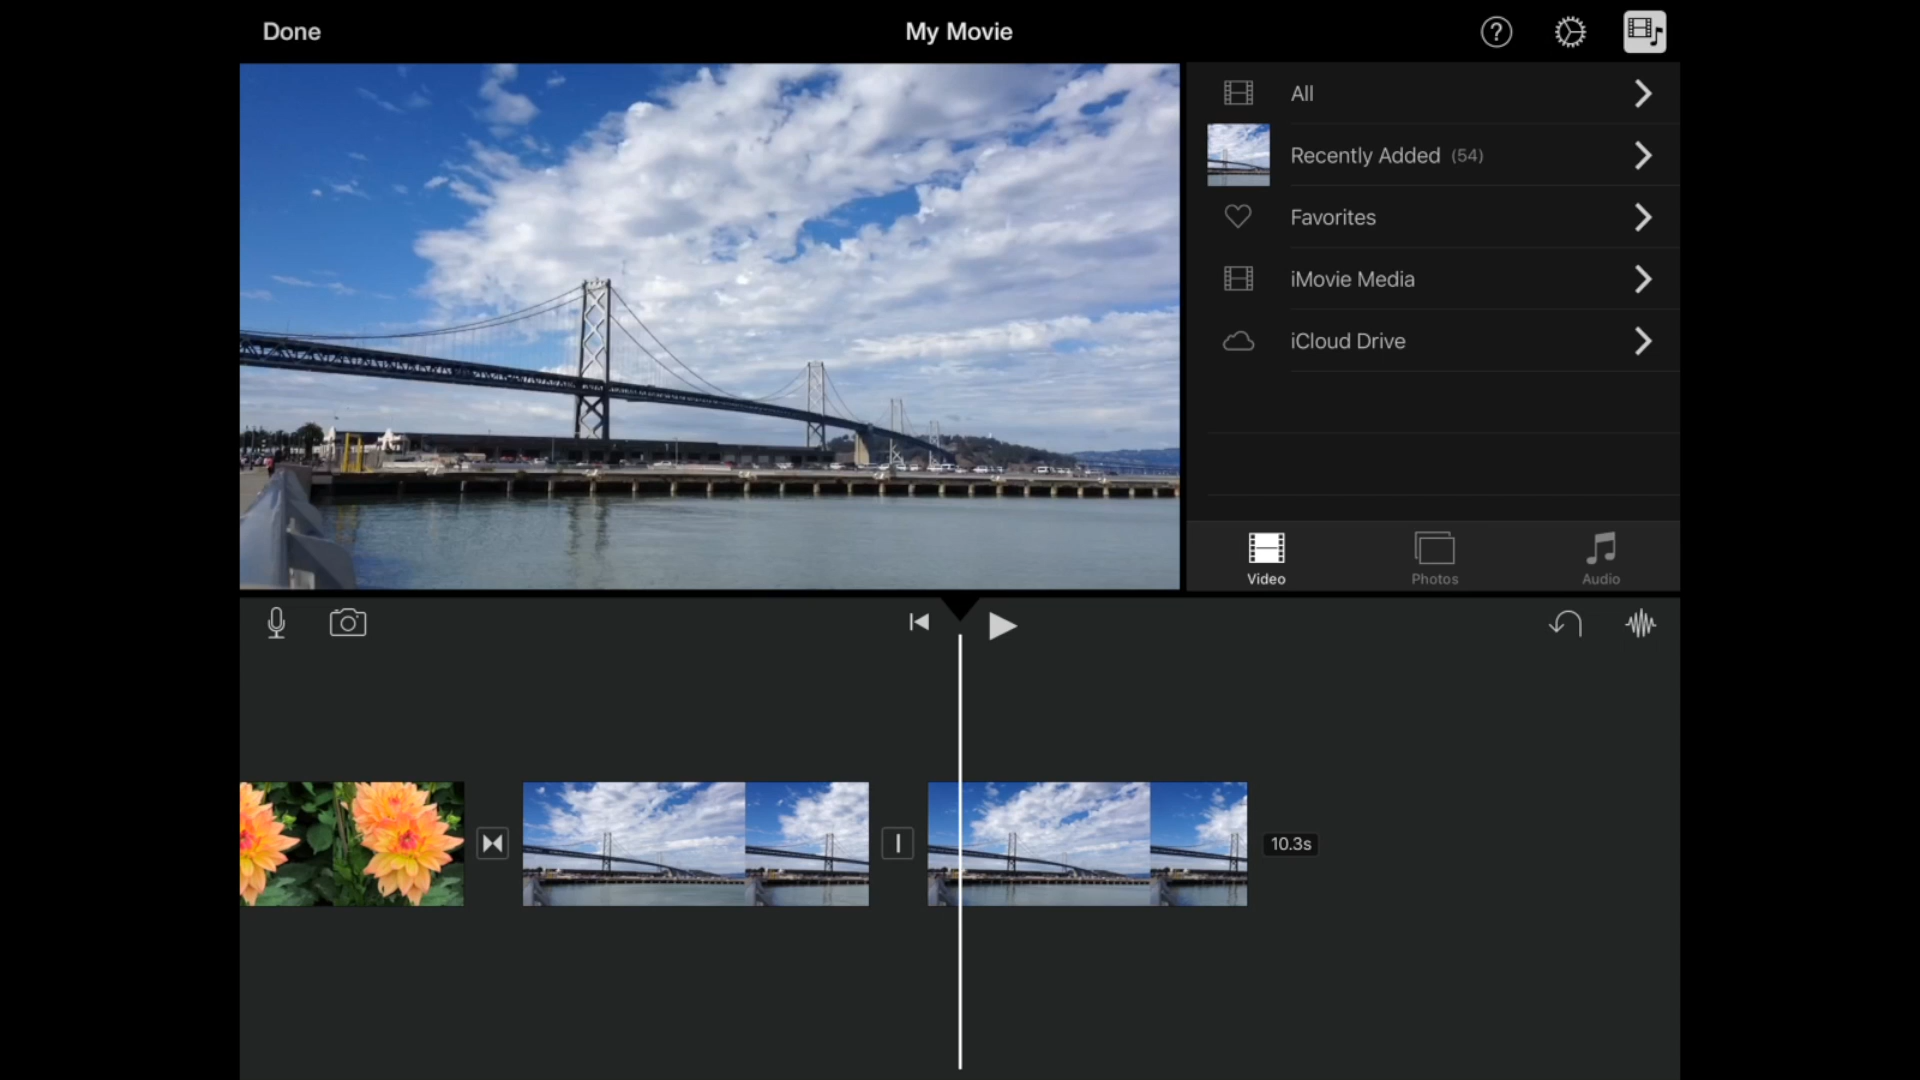 Done
My Movie
All
Recently Added (54)
Favorites
iMovie Media
iCloud Drive
Video
Photos
Audio
10.3s